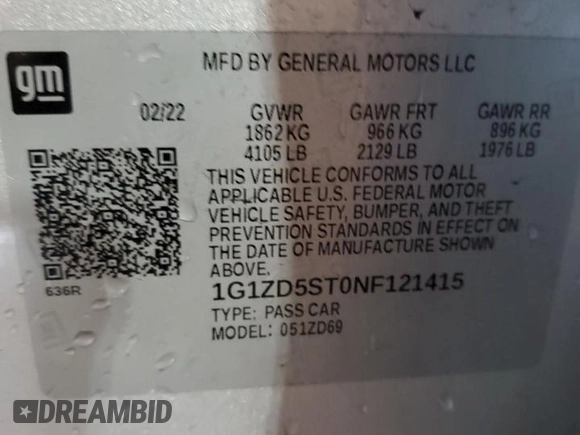 gm
MFD BY GENERAL MOTORS LLC
02/22 GVWR GAWR FRT GAWR RR
1862 KG 966 KG 896 KG
4105 LB 2129 LB 1976 LB
THIS VEHICLE CONFORMS TO ALL
APPLICABLE U.S. FEDERAL MOTOR
VEHICLE SAFETY, BUMPER, AND THEFT
PREVENTION STANDARDS IN EFFECT ON
THE DATE OF MANUFACTURE SHOWN
ABOVE.
636R
1G1ZD5ST0NF121415
TYPE: PASS CAR
MODEL: 051ZD69
DREAMBID